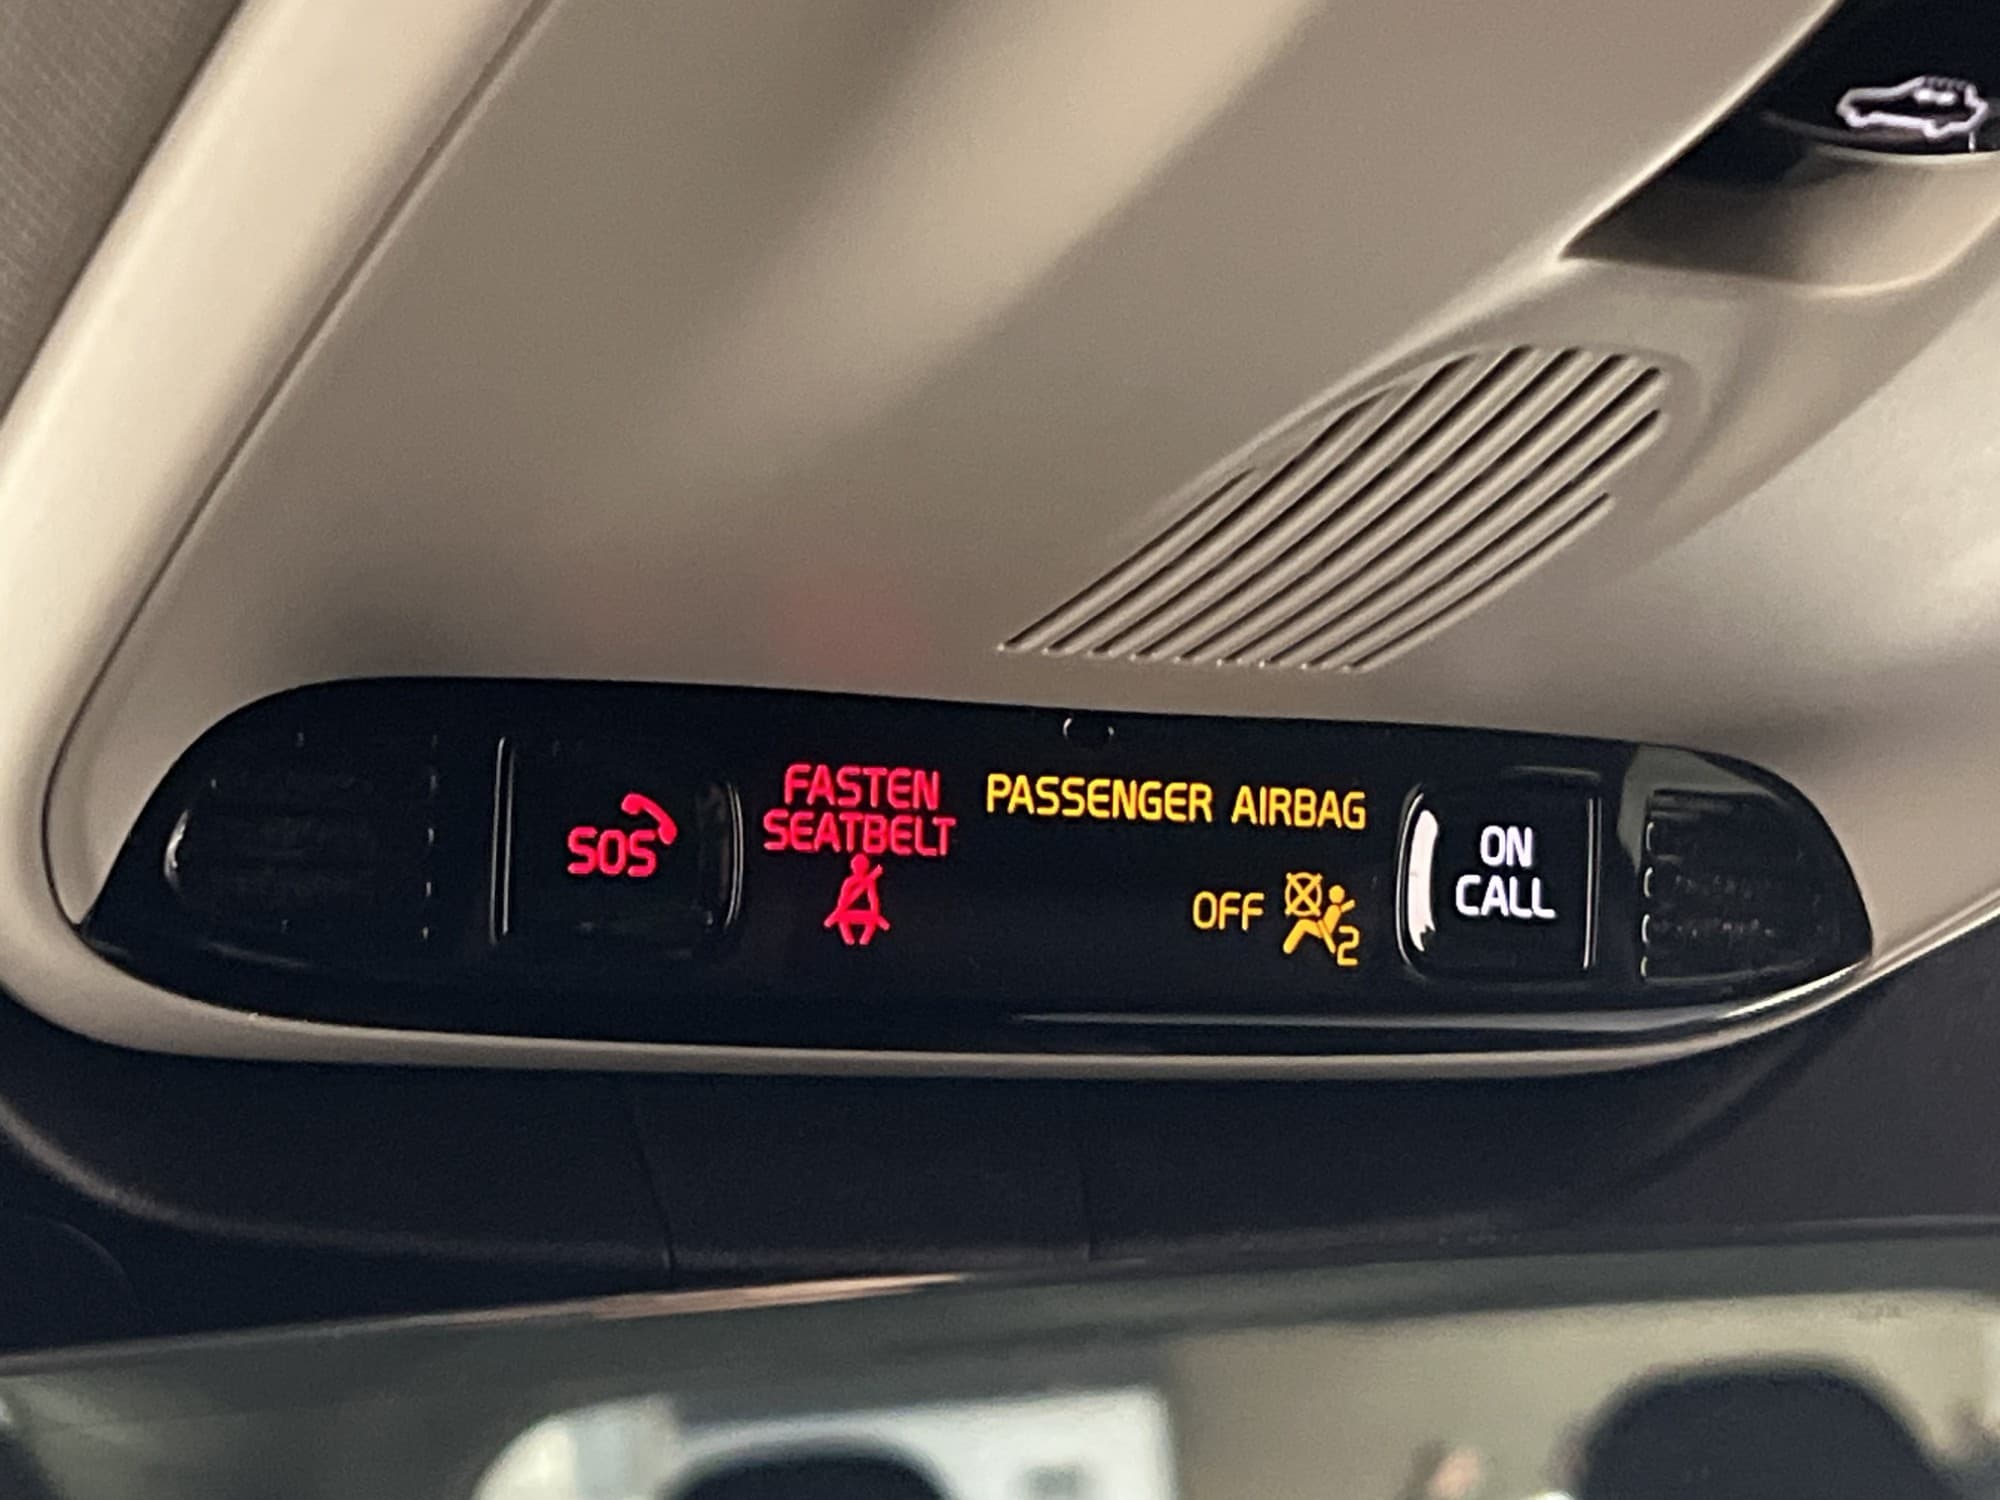 SOS
FASTEN
SEATBELT
PASSENGER AIRBAG
OFF
2
ON
CALL